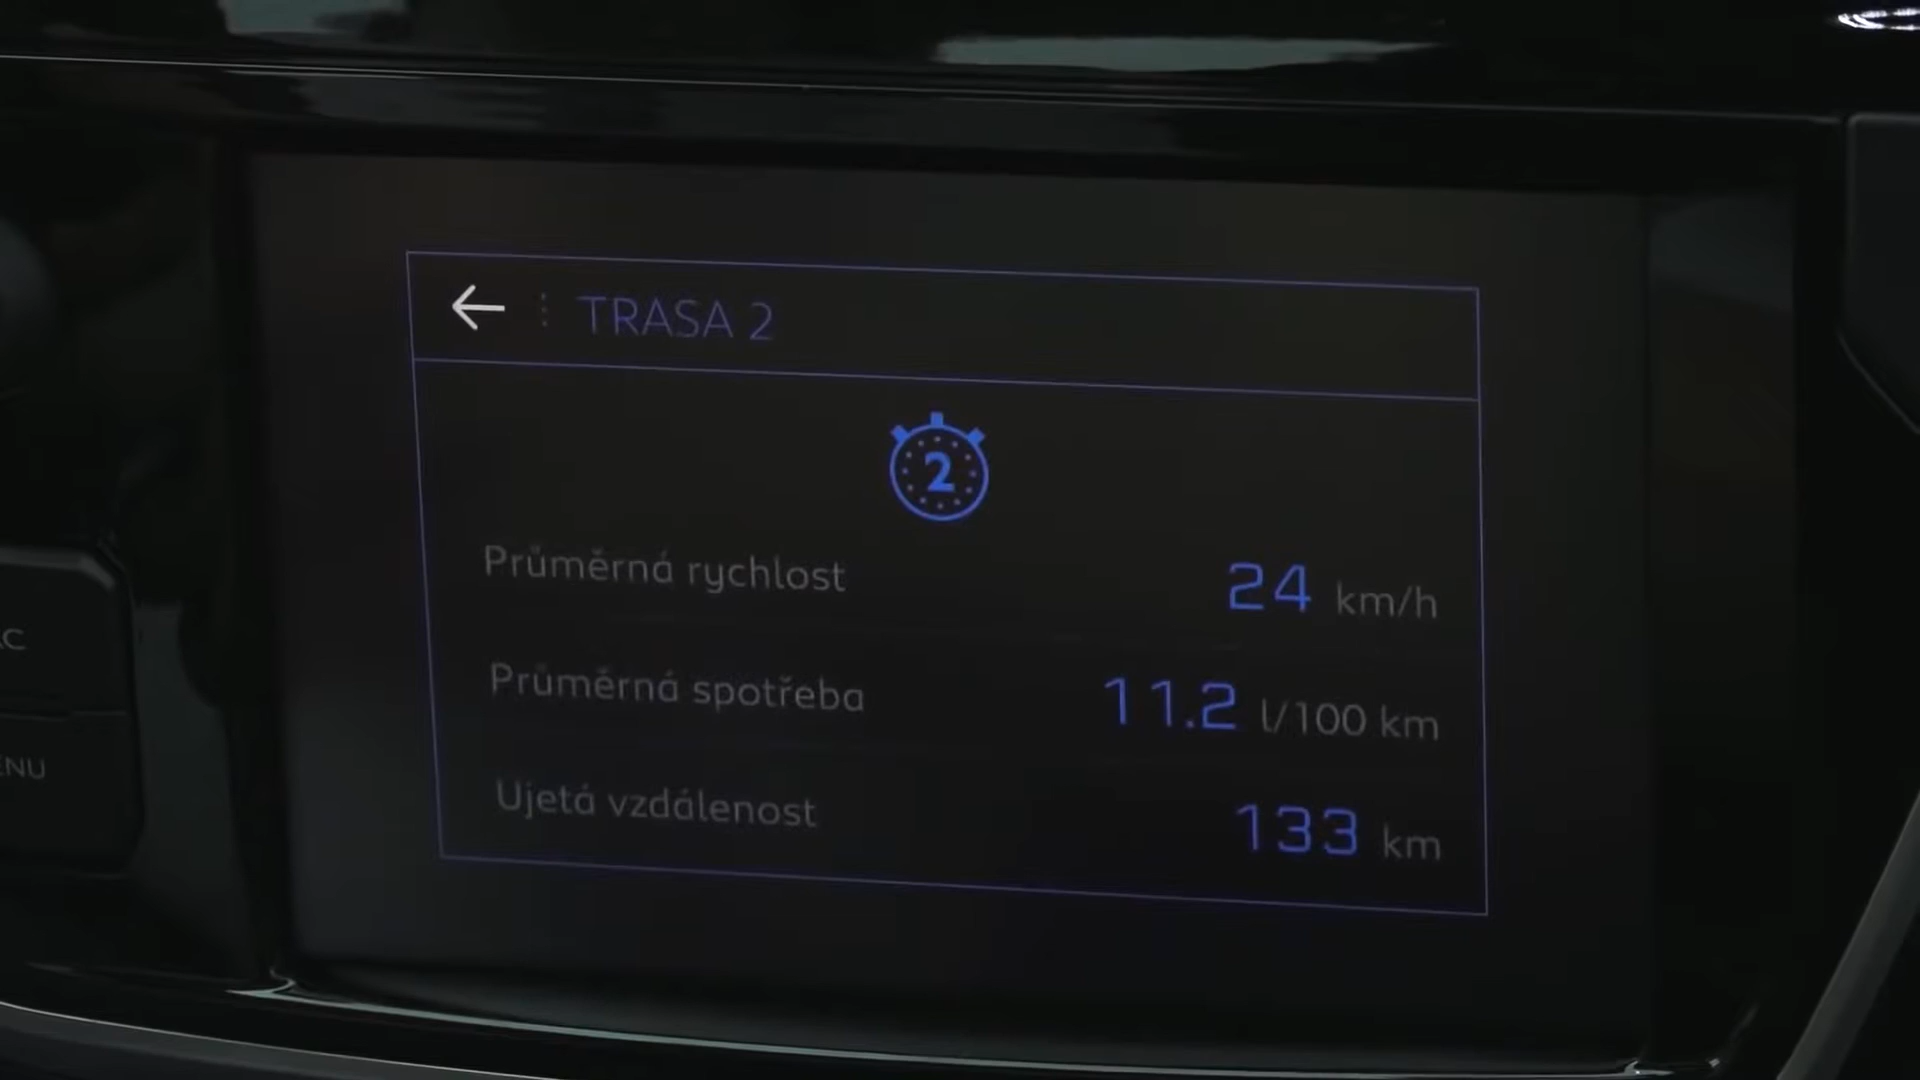 TRASA 2
2
Průměrná rychlost 24 km/h
Průměrná spotřeba 11.2 l/100 km
Ujetá vzdálenost 133 km